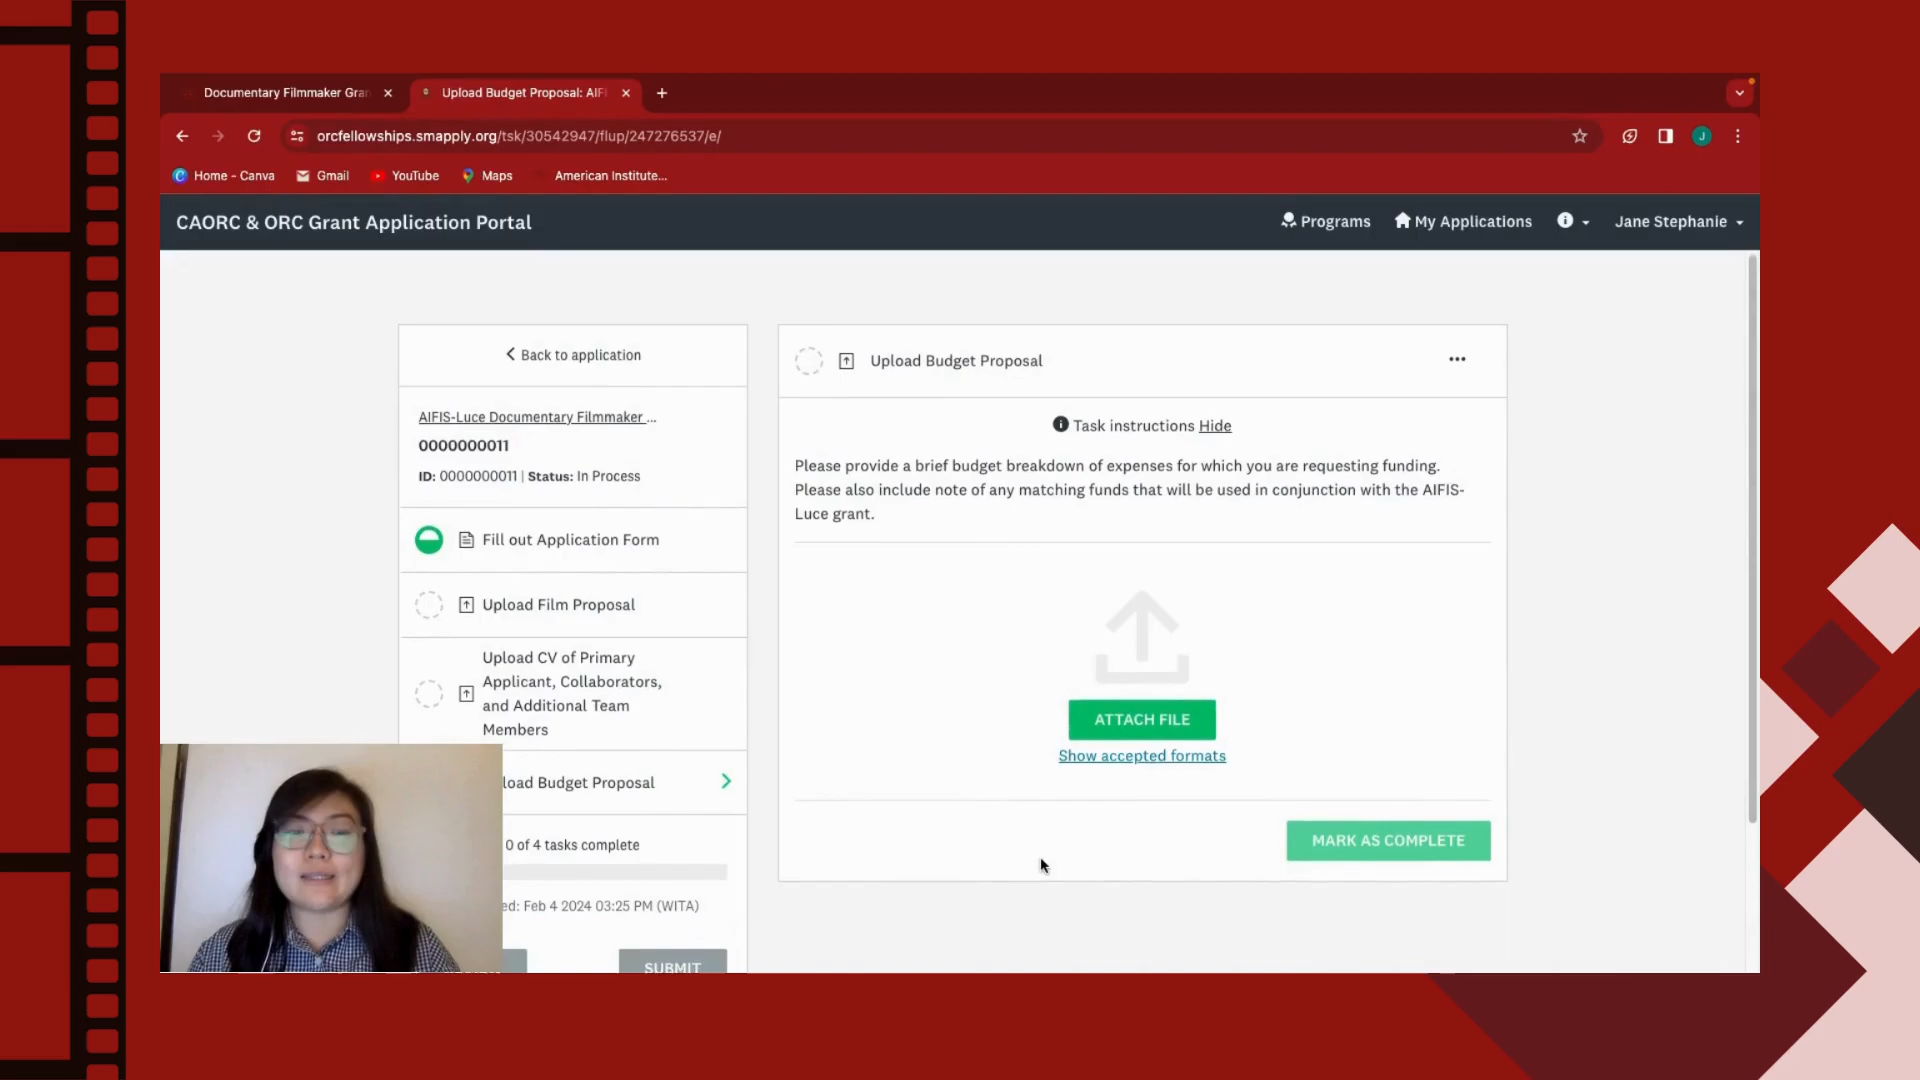 Documentary Filmmaker Gran
Upload Budget Proposal: AIF
orcfellowships.smapply.org/tsk/30542947/flup/247276537/e/
J
Home - Canva
Gmail
YouTube
Maps
American Institute...
CAORC & ORC Grant Application Portal
Programs
My Applications
Jane Stephanie
Back to application
AIFIS-Luce Documentary Filmmaker ...
0000000011
ID: 0000000011 | Status: In Process
Fill out Application Form
Upload Film Proposal
Upload CV of Primary
Applicant, Collaborators,
and Additional Team
Members
load Budget Proposal
0 of 4 tasks complete
ed: Feb 4 2024 03:25 PM (WITA)
SUBMIT
Upload Budget Proposal
Task instructions Hide
Please provide a brief budget breakdown of expenses for which you are requesting funding.
Please also include note of any matching funds that will be used in conjunction with the AIFIS-
Luce grant.
ATTACH FILE
Show accepted formats
MARK AS COMPLETE